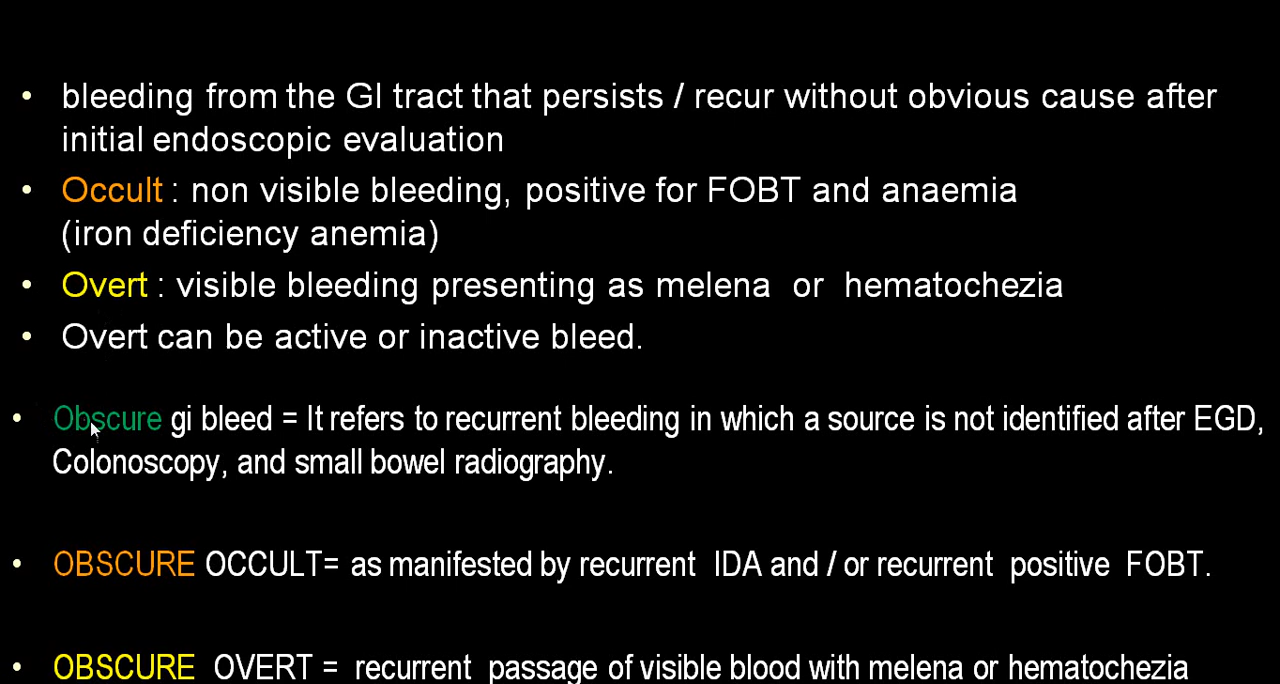 • bleeding from the GI tract that persists / recur without obvious cause after
initial endoscopic evaluation
• Occult : non visible bleeding, positive for FOBT and anaemia
(iron deficiency anemia)
• Overt : visible bleeding presenting as melena or hematochezia
• Overt can be active or inactive bleed.
• Obscure gi bleed = It refers to recurrent bleeding in which a source is not identified after EGD,
Colonoscopy, and small bowel radiography.
• OBSCURE OCCULT= as manifested by recurrent IDA and / or recurrent positive FOBT.
• OBSCURE OVERT = recurrent passage of visible blood with melena or hematochezia